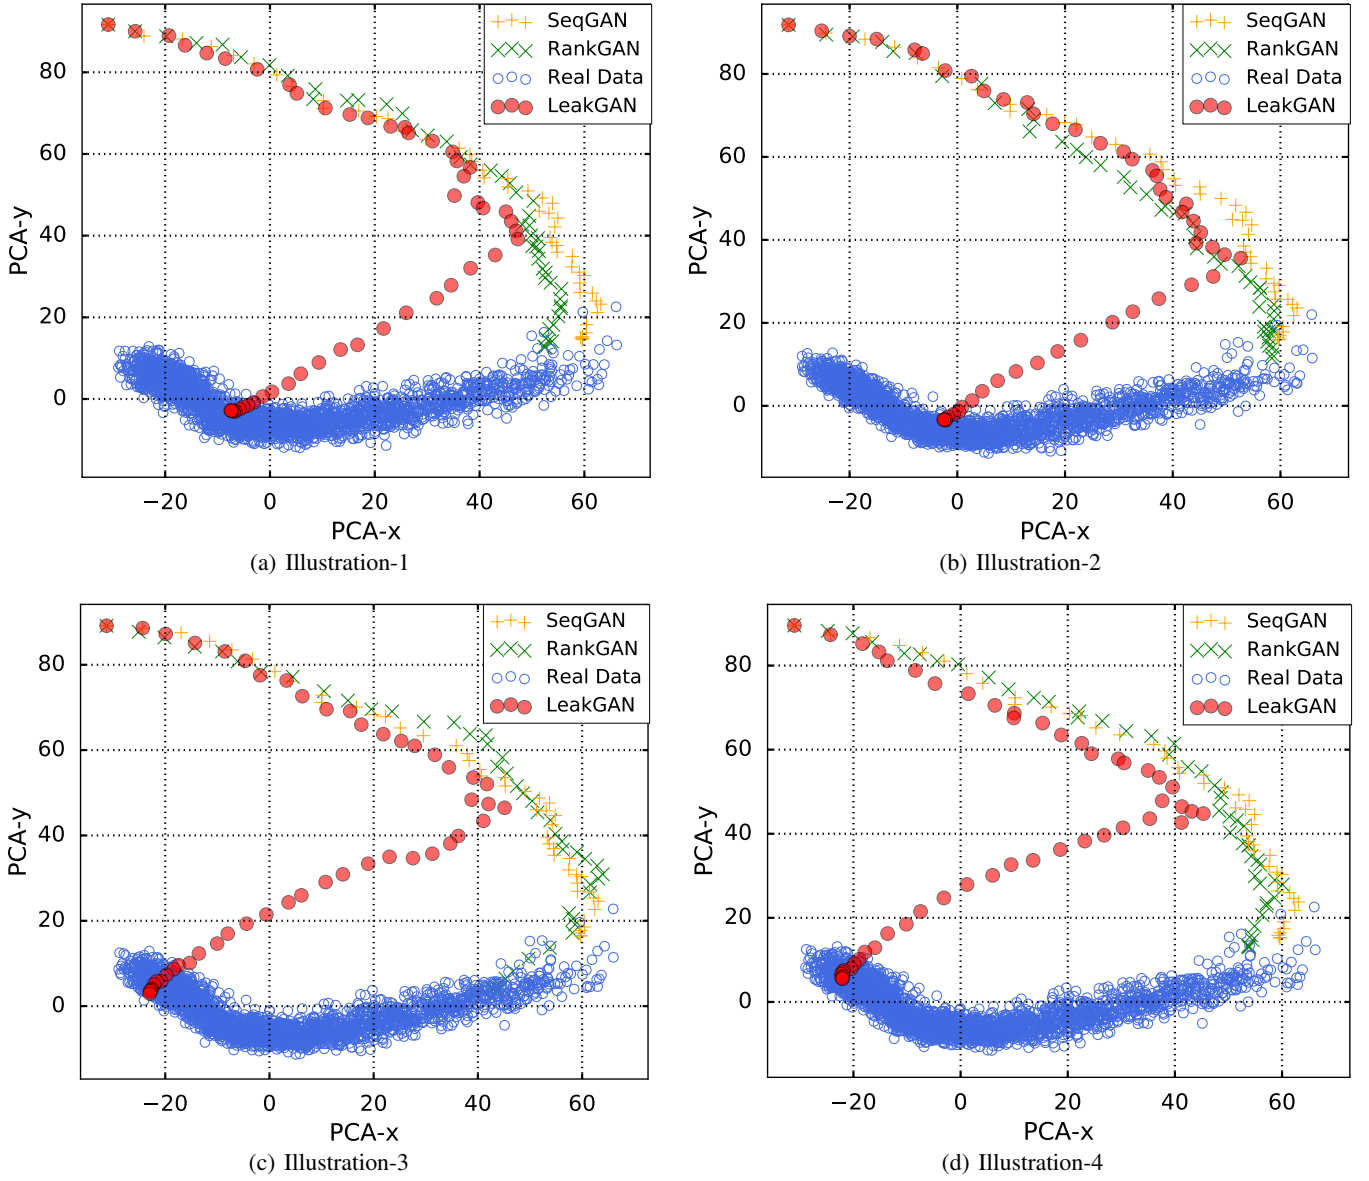 SeqGAN
RankGAN
Real Data
LeakGAN
80
60
40
20
0
PCA-y
−20 0 20 40 60
PCA-x
(a) Illustration-1
SeqGAN
RankGAN
Real Data
LeakGAN
80
60
40
20
0
PCA-y
−20 0 20 40 60
PCA-x
(b) Illustration-2
SeqGAN
RankGAN
Real Data
LeakGAN
80
60
40
20
0
PCA-y
−20 0 20 40 60
PCA-x
(c) Illustration-3
SeqGAN
RankGAN
Real Data
LeakGAN
80
60
40
20
0
PCA-y
−20 0 20 40 60
PCA-x
(d) Illustration-4